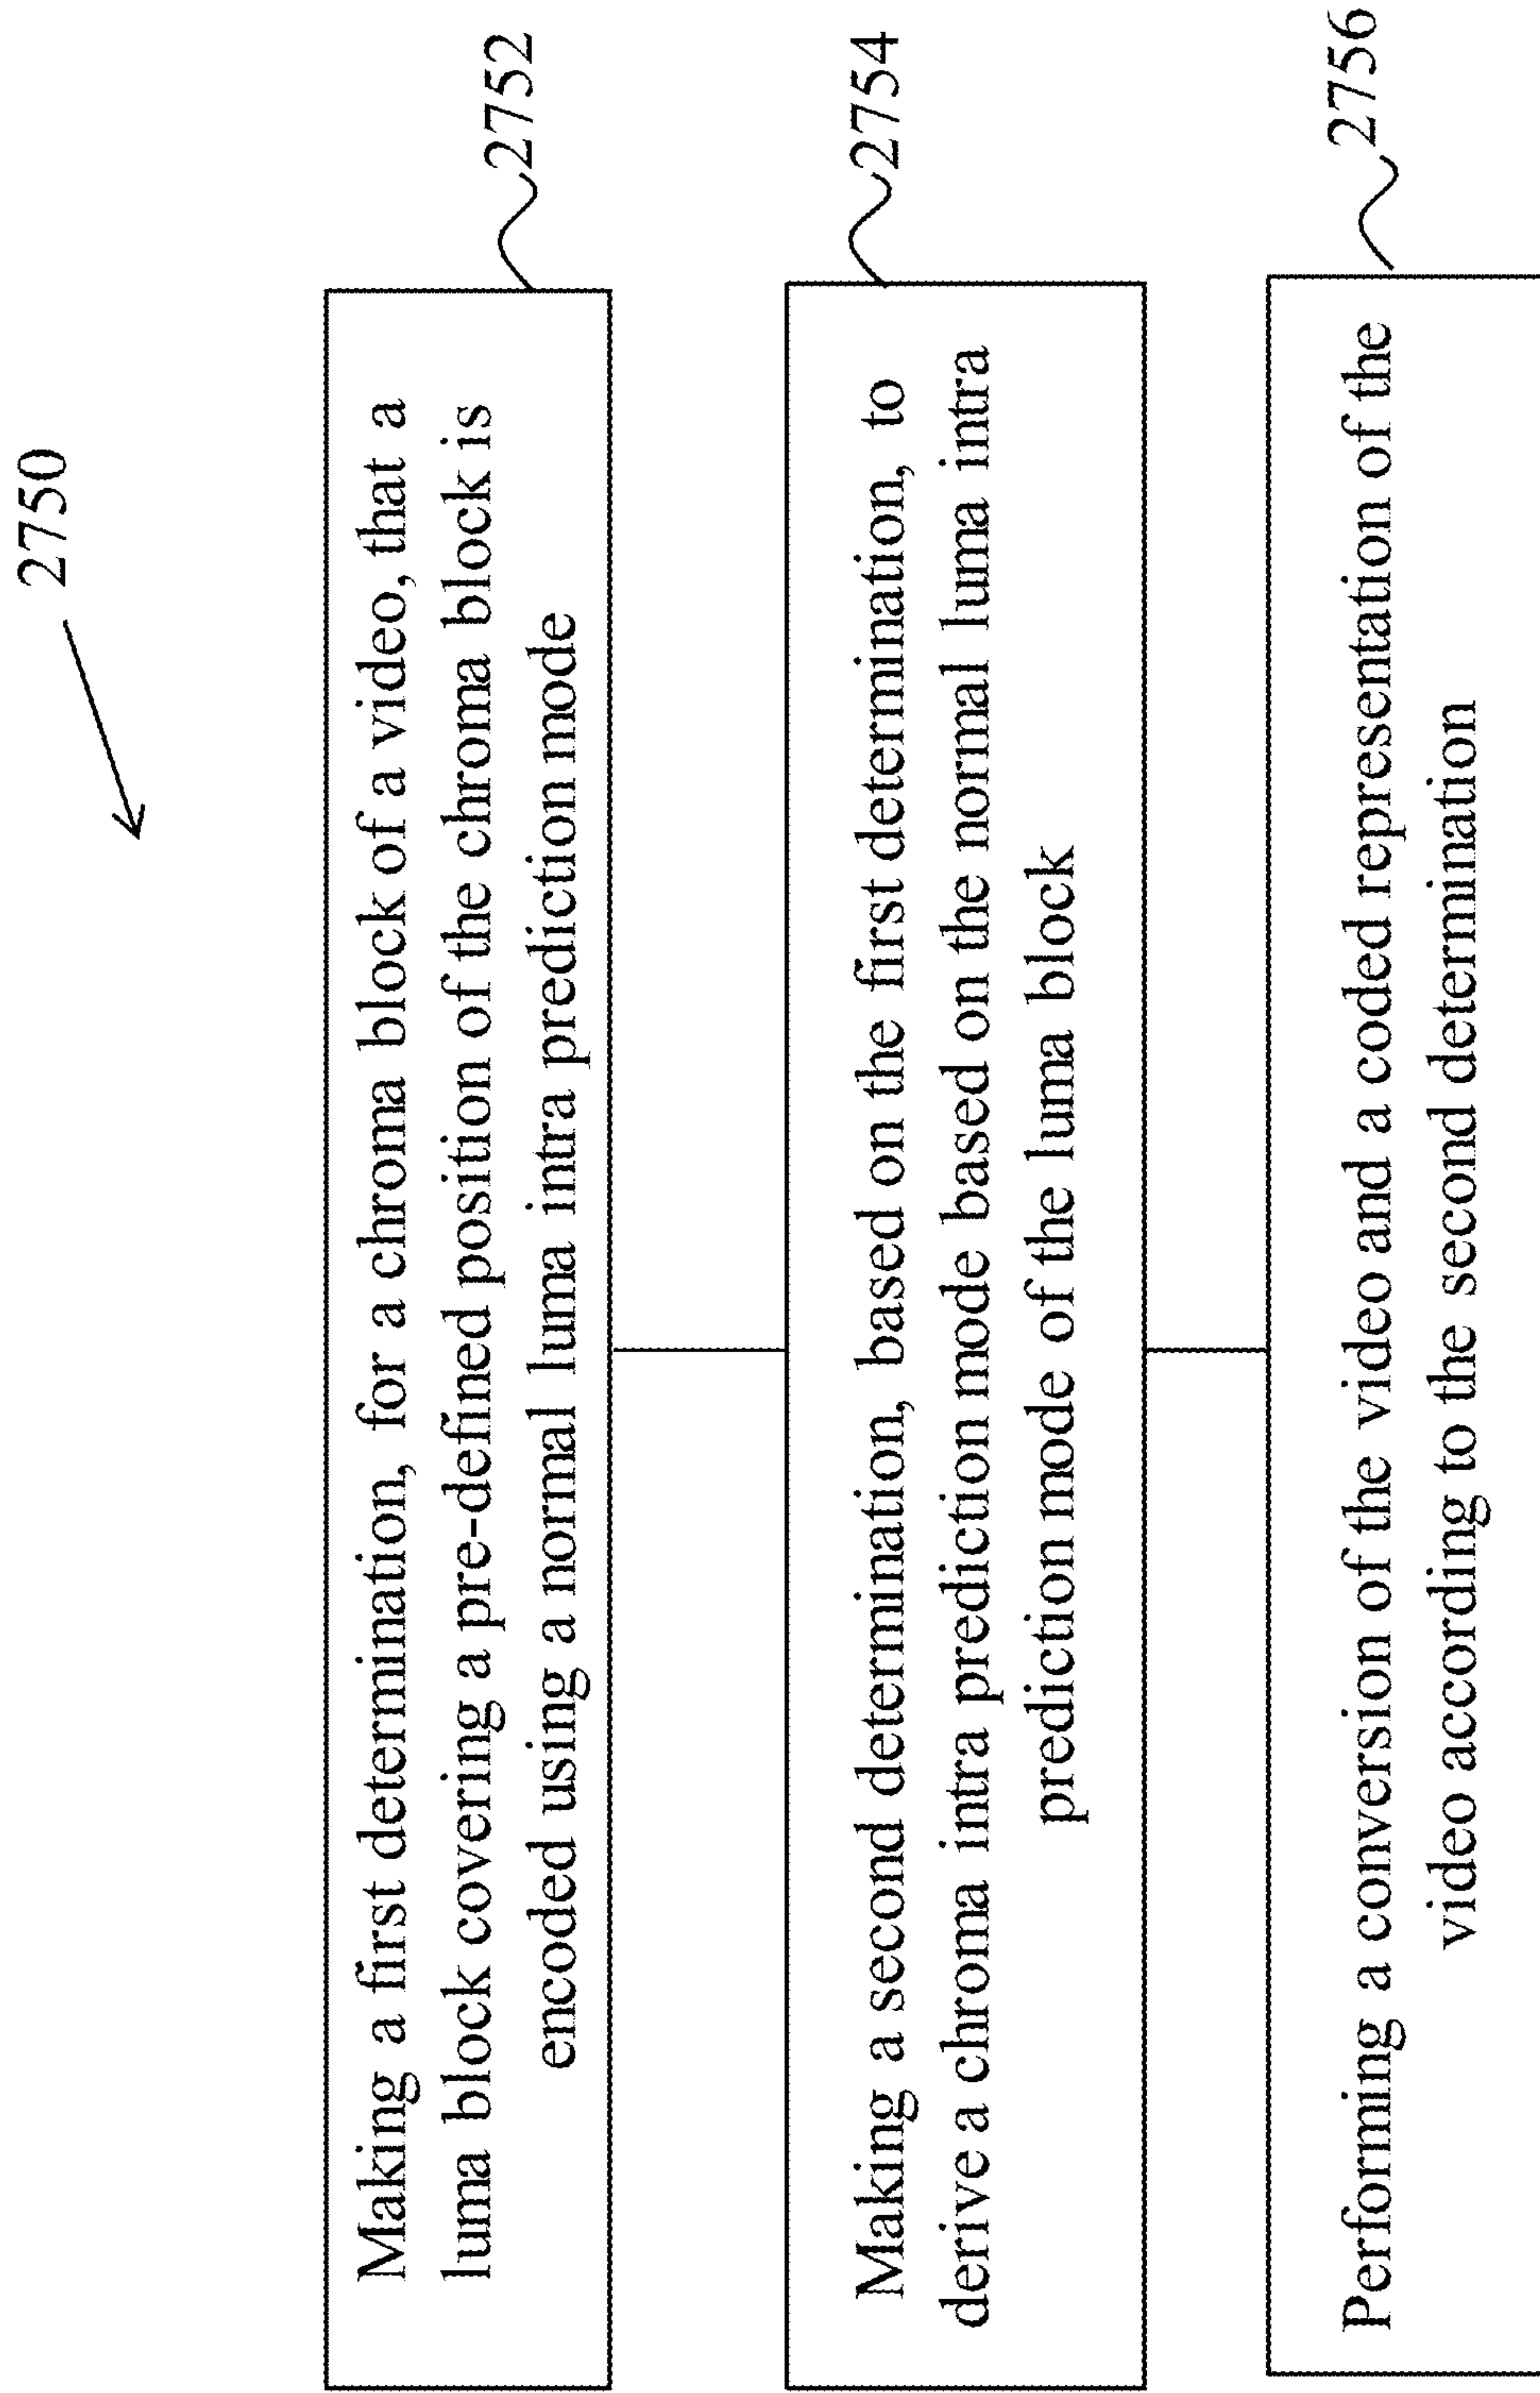 2750
Making a first determination, for a chroma block of a video, that a
luma block covering a pre-defined position of the chroma block is
encoded using a normal luma intra prediction mode
2752
Making a second determination, based on the first determination, to
derive a chroma intra prediction mode based on the normal luma intra
prediction mode of the luma block
2754
Performing a conversion of the video and a coded representation of the
video according to the second determination
2756